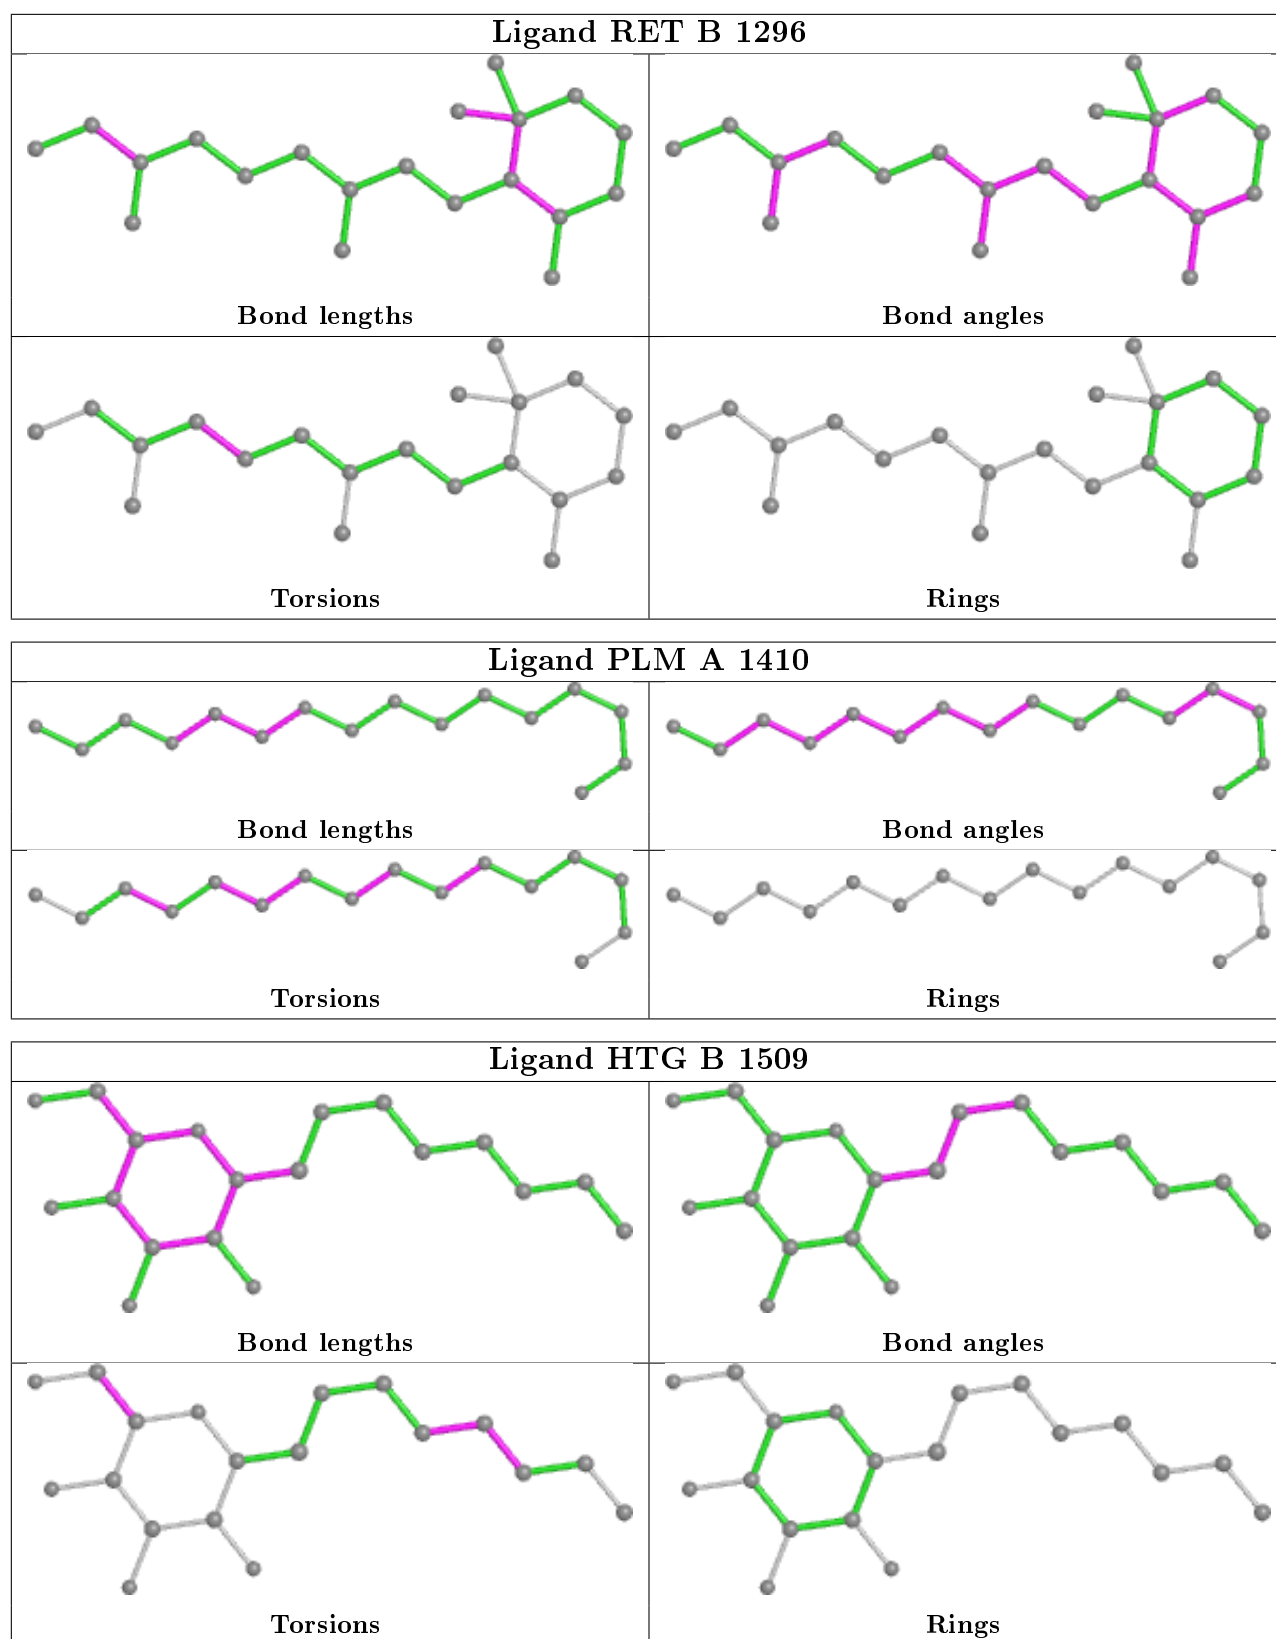 Ligand RET B 1296
Bond lengths
Bond angles
Torsions
Rings
Ligand PLM A 1410
Bond lengths
Bond angles
Torsions
Rings
Ligand HTG B 1509
Bond lengths
Bond angles
Torsions
Rings